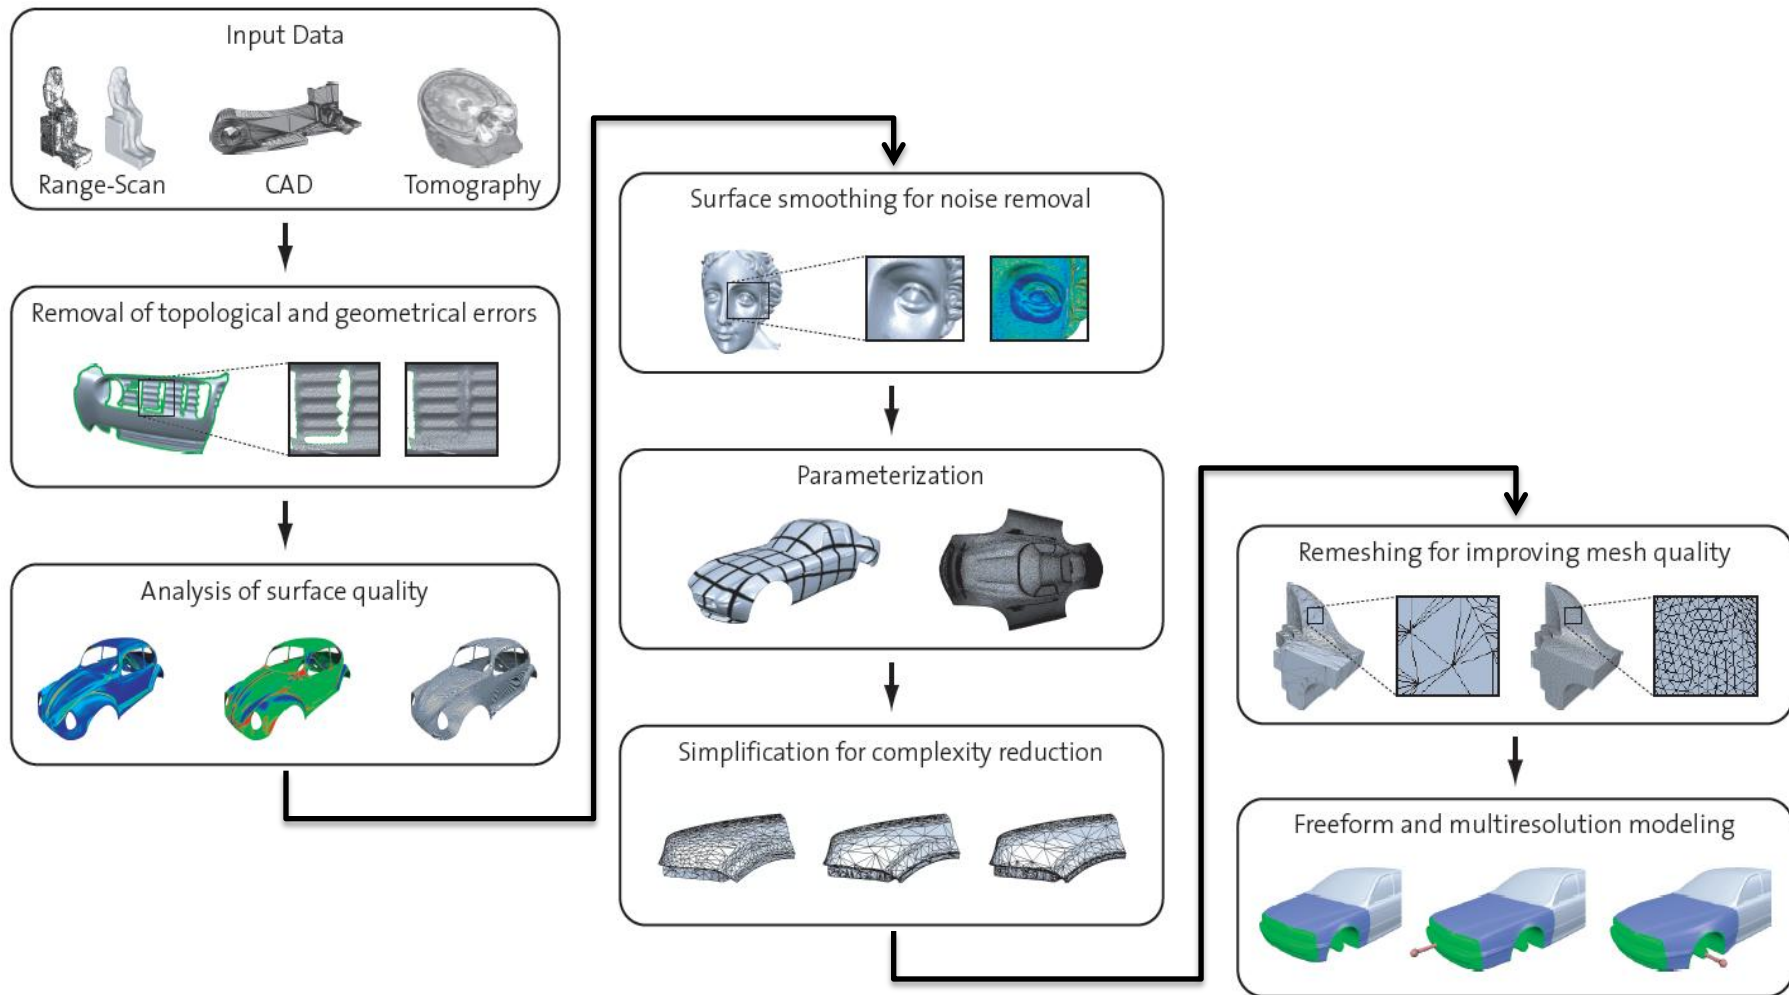 Input Data
Range-Scan CAD Tomography
Removal of topological and geometrical errors
Analysis of surface quality
Surface smoothing for noise removal
Parameterization
Simplification for complexity reduction
Remeshing for improving mesh quality
Freeform and multiresolution modeling